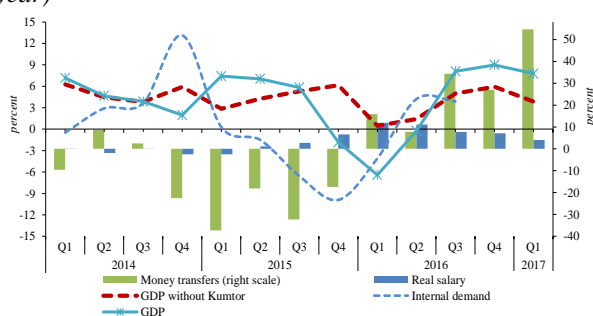 year)
15
12
9
6
3
0
-3
-6
-9
-12
-15
percent
50
40
30
20
10
0
-10
-20
-30
-40
percent
Q1 Q2 Q3 Q4 Q1 Q2 Q3 Q4 Q1 Q2 Q3 Q4 Q1
2014 2015 2016 2017
Money transfers (right scale) Real salary
GDP without Kumtor Internal demand
GDP